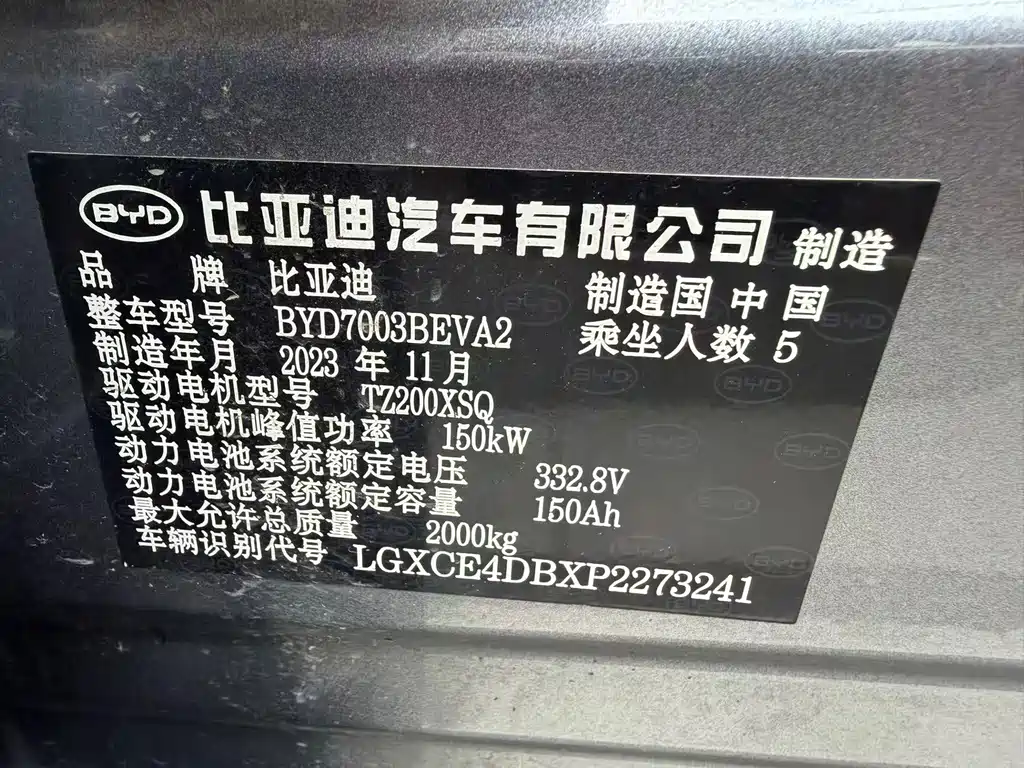 BYD 比亚迪汽车有限公司 制造
品 牌 比亚迪 制造国 中国
整车型号 BYD7003BEVA2 乘坐人数 5
制造年月 2023 年 11 月
驱动电机型号 TZ200XSQ
驱动电机峰值功率 150kW
动力电池系统额定电压 332.8V
动力电池系统额定容量 150Ah
最大允许总质量 2000kg
车辆识别代号 LGXCE4DBXP2273241